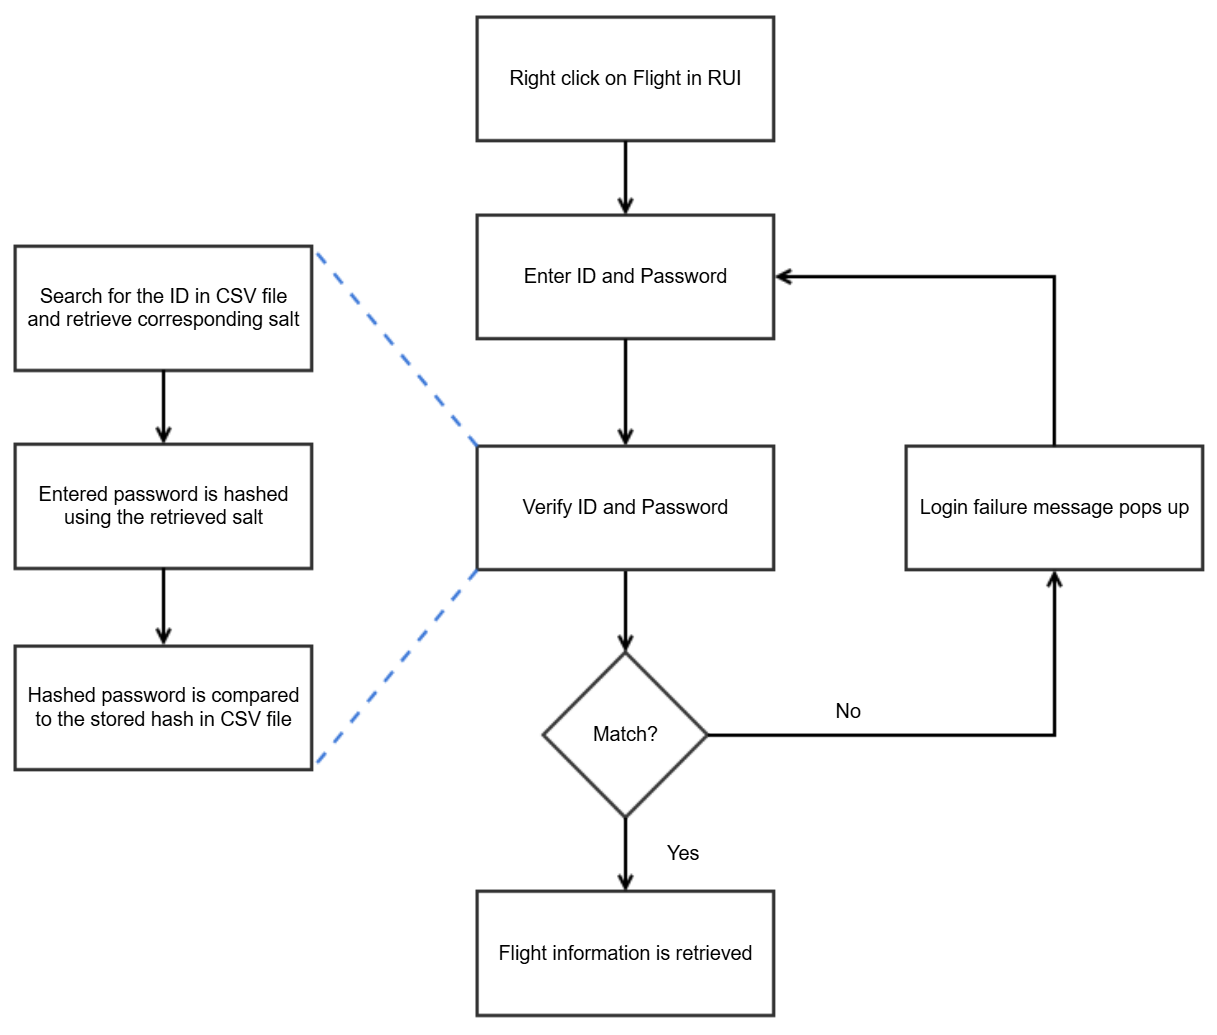 Right click on Flight in RUI
Enter ID and Password
Search for the ID in CSV file
and retrieve corresponding salt
Entered password is hashed
using the retrieved salt
Hashed password is compared
to the stored hash in CSV file
Verify ID and Password
Login failure message pops up
Match?
No
Yes
Flight information is retrieved